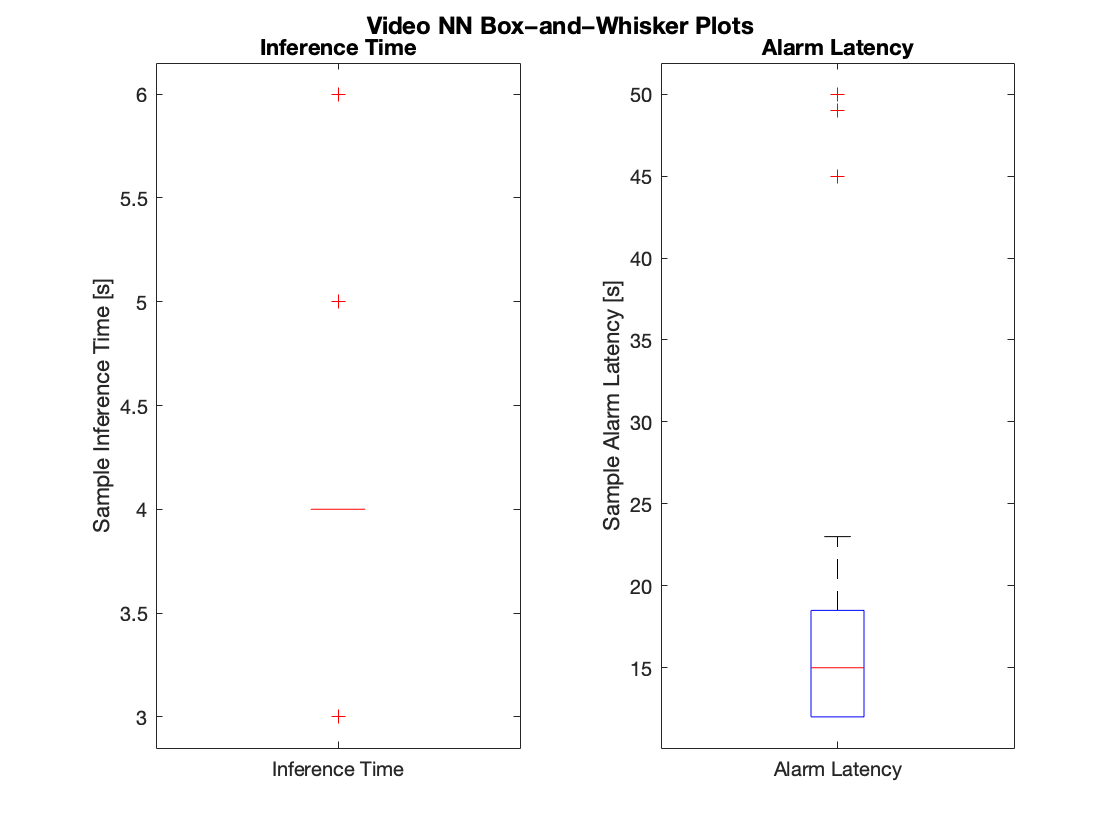 Video NN Box−and−Whisker Plots
Inference Time
6
5.5
5
4.5
4
3.5
3
Sample Inference Time [s]
Inference Time
Alarm Latency
50
45
40
35
30
25
20
15
Sample Alarm Latency [s]
Alarm Latency